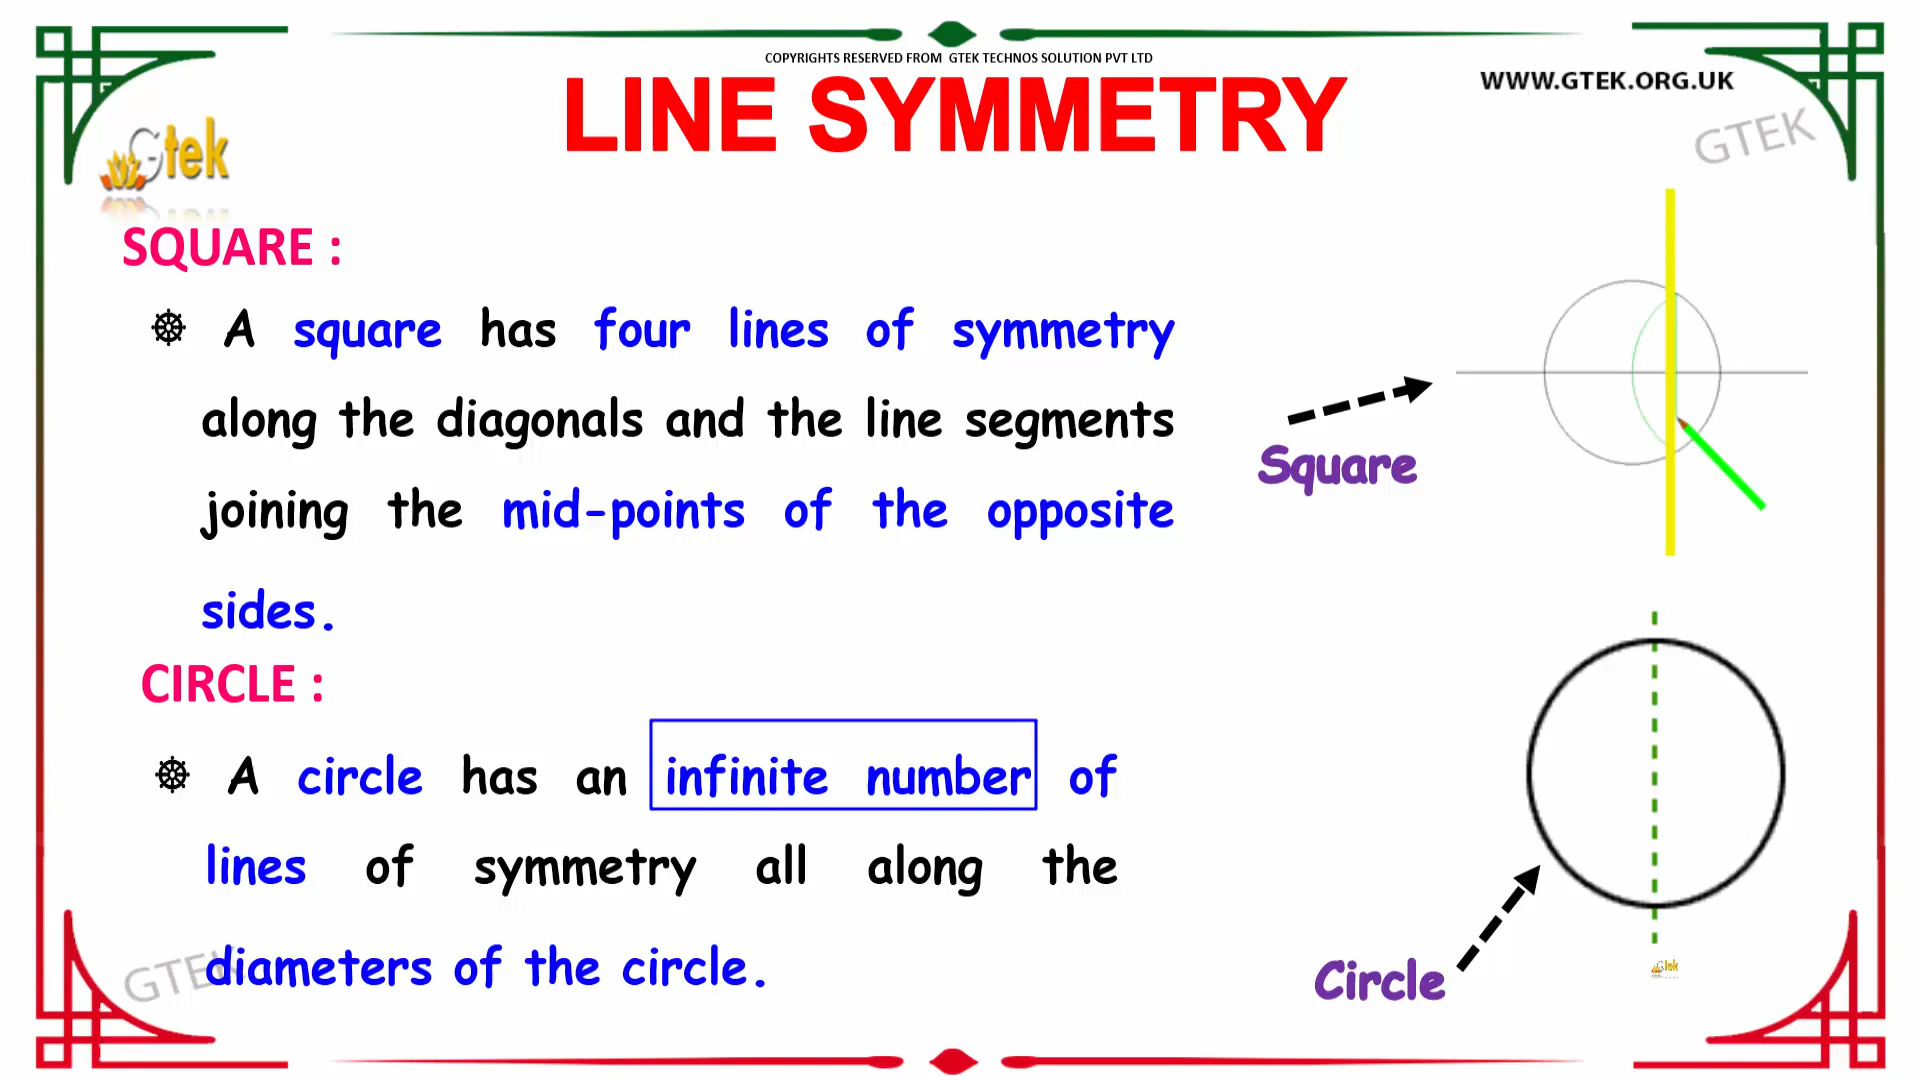 COPYRIGHTS RESERVED FROM GTEK TECHNOS SOLUTION PVT LTD
LINE SYMMETRY
WWW.GTEK.ORG.UK
GTEK
Gtek
SQUARE :
A square has four lines of symmetry
along the diagonals and the line segments
joining the mid-points of the opposite
sides.
Square
CIRCLE :
A circle has an infinite number of
lines of symmetry all along the
diameters of the circle.
GTEK
Circle
Gtek